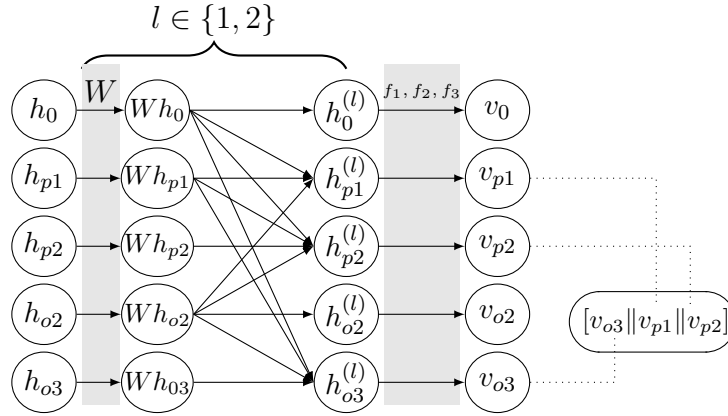 l ∈ {1, 2}
W
f₁, f₂, f₃
h₀ Wh₀ h₀⁽ˡ⁾ v₀
hₚ₁ Whₚ₁ hₚ₁⁽ˡ⁾ vₚ₁
hₚ₂ Whₚ₂ hₚ₂⁽ˡ⁾ vₚ₂
hₒ₂ Whₒ₂ hₒ₂⁽ˡ⁾ vₒ₂
[vₒ₃‖vₚ₁‖vₚ₂]
hₒ₃ Wh₀₃ hₒ₃⁽ˡ⁾ vₒ₃